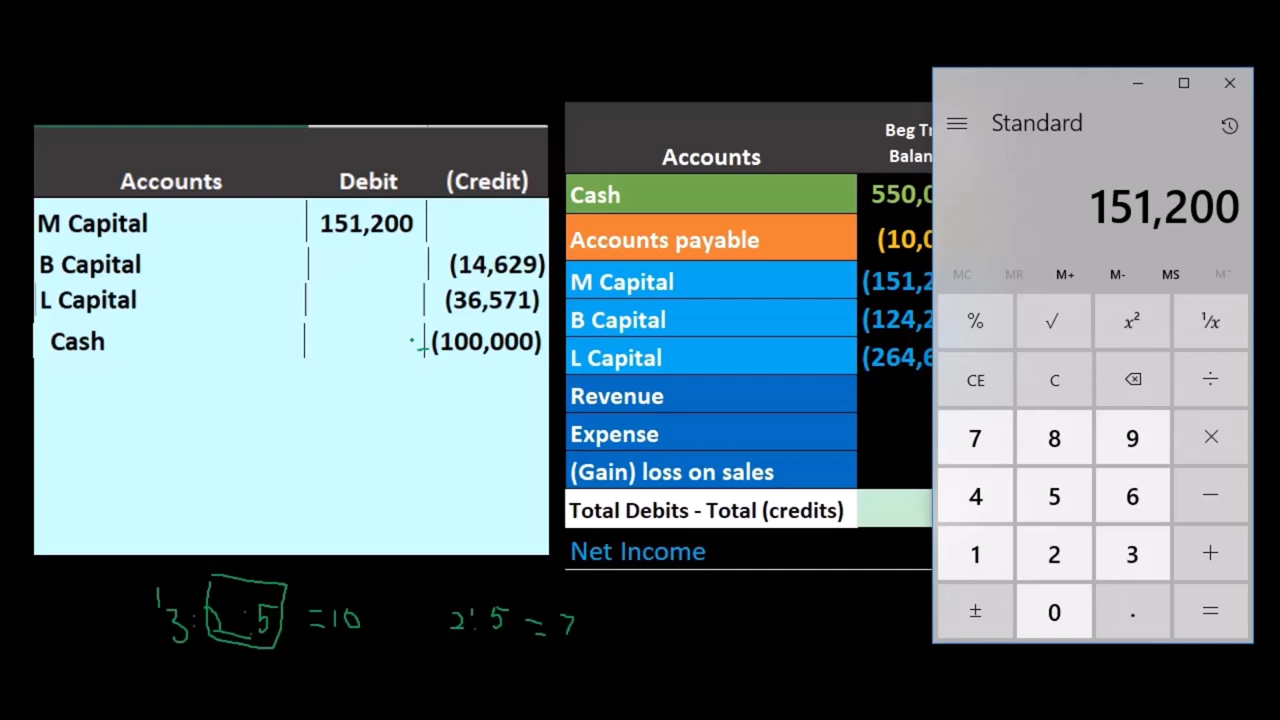 Accounts Debit (Credit)
M Capital 151,200
B Capital (14,629)
L Capital (36,571)
Cash (100,000)
Beg
Accounts
Cash 550,0
Accounts payable (10,0
M Capital (151,2
B Capital (124,2
L Capital (264,6
Revenue
Expense
(Gain) loss on sales
Total Debits - Total (credits)
Net Income
Standard
151,200
MC MR M+ M- MS
% √ x² ¹/x
CE C ÷
7 8 9 ×
4 5 6 −
1 2 3 +
± 0 . =
3: :5 =10
2:5=7